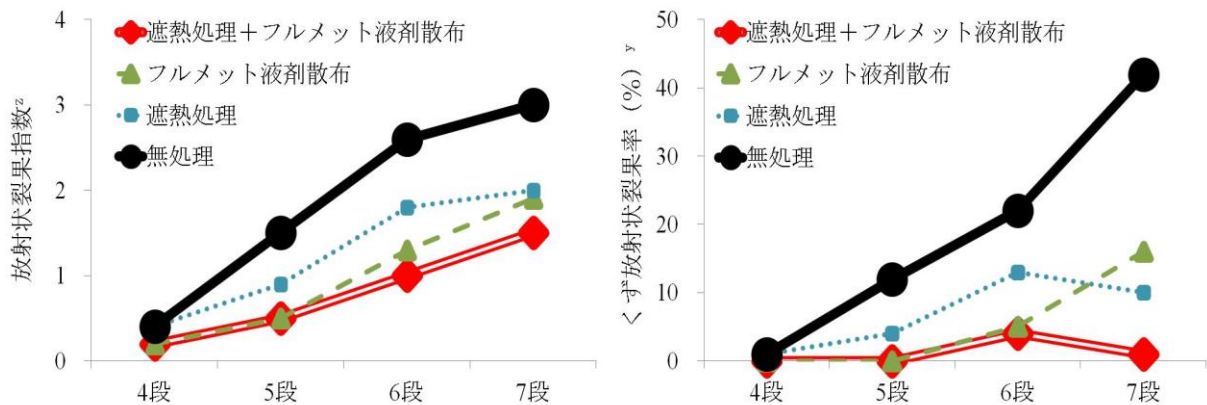 放射状裂果指数z
4
3
2
1
0
遮熱処理＋フルメット液剤散布
フルメット液剤散布
遮熱処理
無処理
4段
5段
6段
7段
くず放射状裂果率（%）y
50
40
30
20
10
0
遮熱処理＋フルメット液剤散布
フルメット液剤散布
遮熱処理
無処理
4段
5段
6段
7段